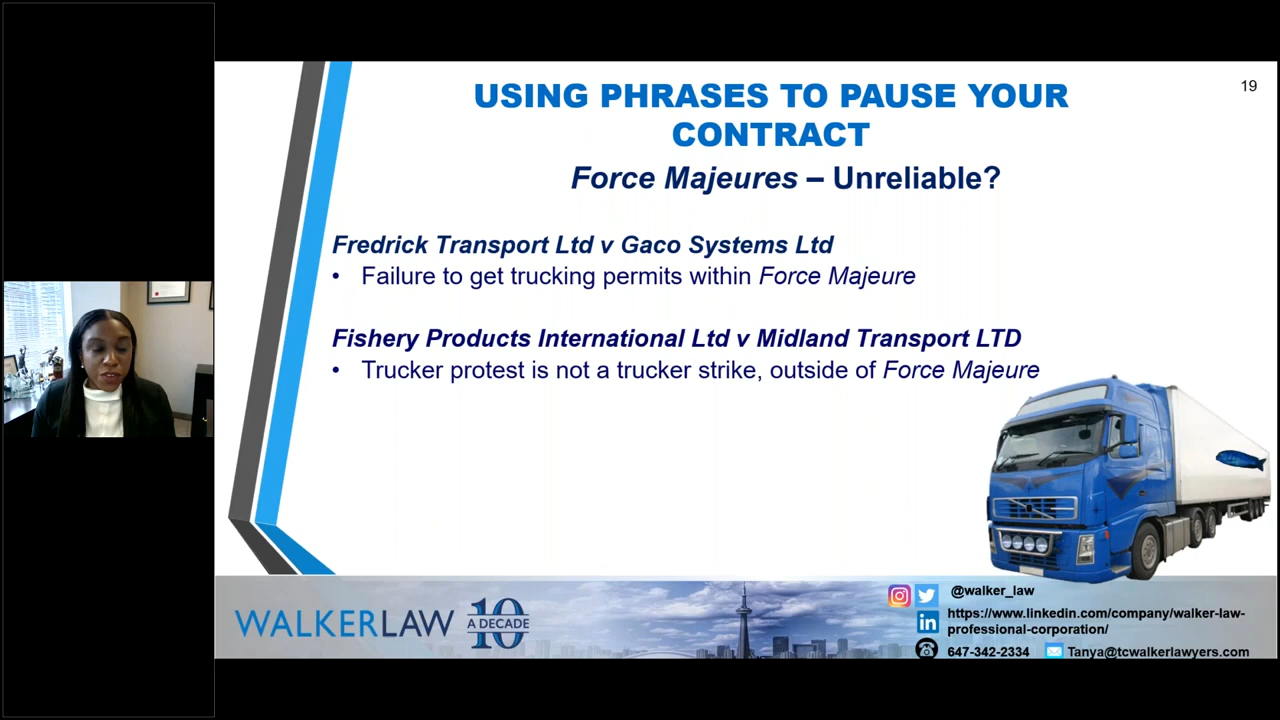 19
USING PHRASES TO PAUSE YOUR
CONTRACT
Force Majeures – Unreliable?
Fredrick Transport Ltd v Gaco Systems Ltd
• Failure to get trucking permits within Force Majeure
Fishery Products International Ltd v Midland Transport LTD
• Trucker protest is not a trucker strike, outside of Force Majeure
WALKERLAW 10
A DECADE
@walker_law
https://www.linkedin.com/company/walker-law-
professional-corporation/
647-342-2334 Tanya@tcwalkerlawyers.com